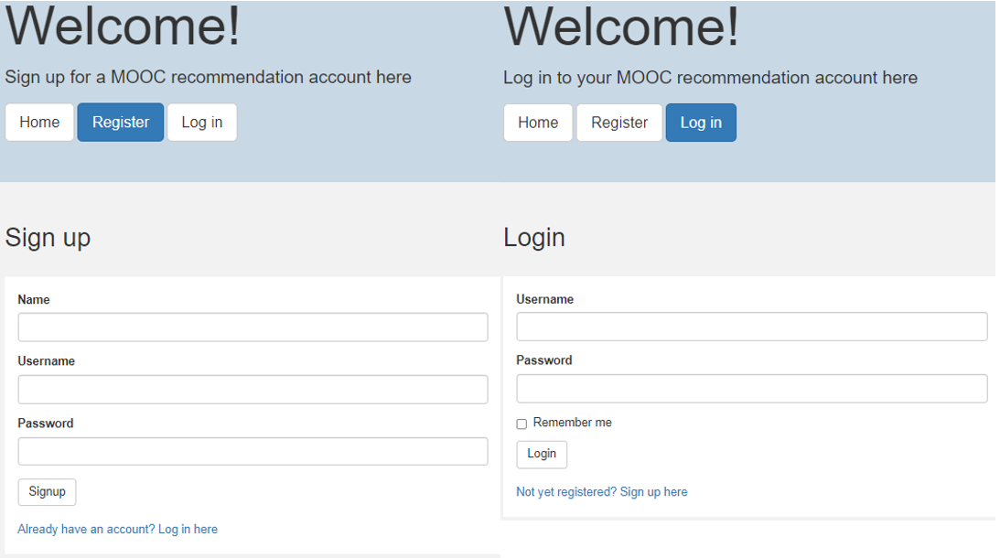 Welcome!
Sign up for a MOOC recommendation account here
Home Register Log in
Sign up
Name
Username
Password
Signup
Already have an account? Log in here
Welcome!
Log in to your MOOC recommendation account here
Home Register Log in
Login
Username
Password
Remember me
Login
Not yet registered? Sign up here